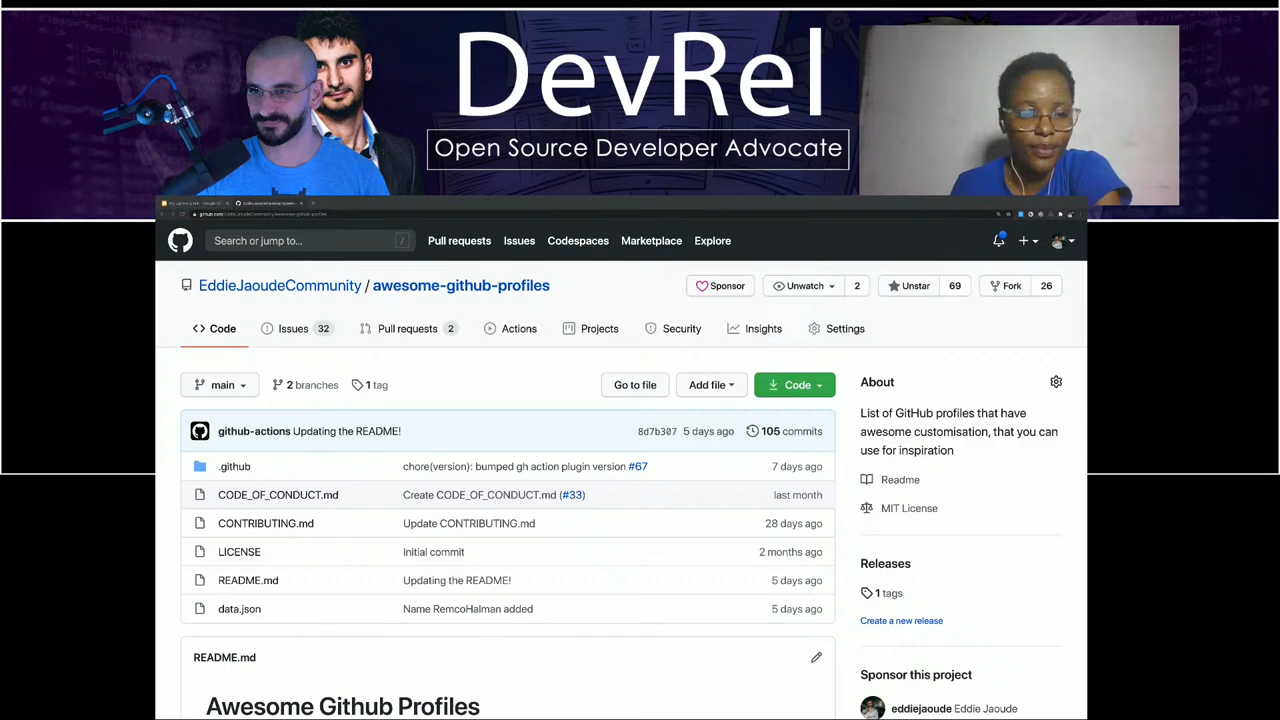 DevRel
Open Source Developer Advocate
github.com/EddieJaoudeCommunity/awesome-github-profiles
Search or jump to... /
Pull requests Issues Codespaces Marketplace Explore
EddieJaoudeCommunity / awesome-github-profiles
Sponsor Unwatch 2 Unstar 69 Fork 26
Code Issues 32 Pull requests 2 Actions Projects Security Insights Settings
main 2 branches 1 tag Go to file Add file Code
github-actions Updating the README! 8d7b307 5 days ago 105 commits
.github chore(version): bumped gh action plugin version #67 7 days ago
CODE_OF_CONDUCT.md Create CODE_OF_CONDUCT.md (#33) last month
CONTRIBUTING.md Update CONTRIBUTING.md 28 days ago
LICENSE Initial commit 2 months ago
README.md Updating the README! 5 days ago
data.json Name RemcoHalman added 5 days ago
README.md
Awesome Github Profiles
About
List of GitHub profiles that have
awesome customisation, that you can
use for inspiration
Readme
MIT License
Releases
1 tags
Create a new release
Sponsor this project
eddiejaoude Eddie Jaoude